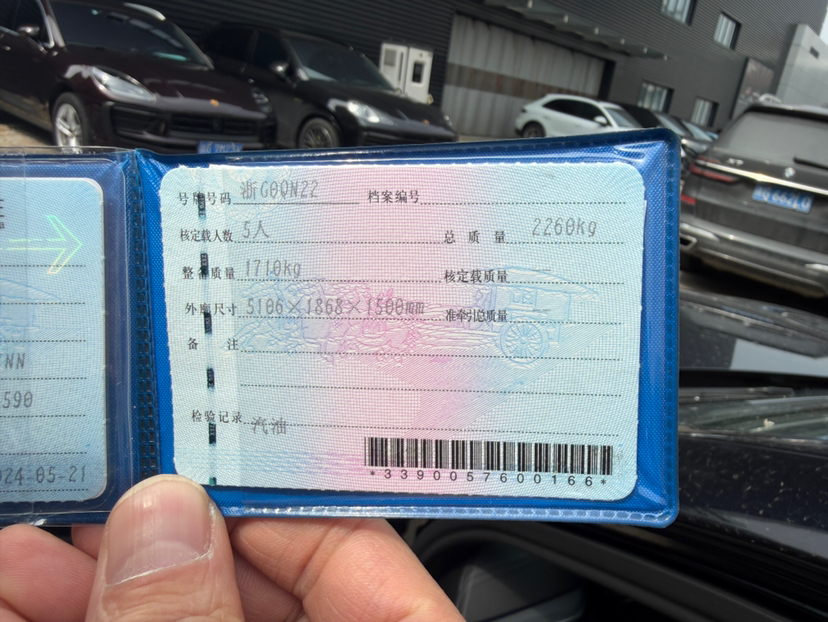 号牌号码 浙G0QN22 档案编号
核定载人数 5人 总质量 2260kg
整备质量 1710kg 核定载质量
外廓尺寸 5106×1868×1500mm 准牵引总质量
备注
NN
590
检验记录 汽油
024-05-21
*3390057600166*